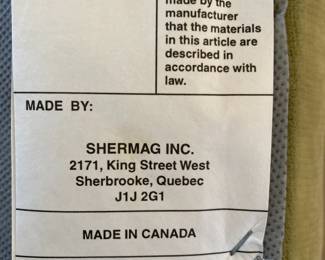 made by the
manufacturer
that the materials
in this article are
described in
accordance with
law.
MADE BY:
SHERMAG INC.
2171, King Street West
Sherbrooke, Quebec
J1J 2G1
MADE IN CANADA